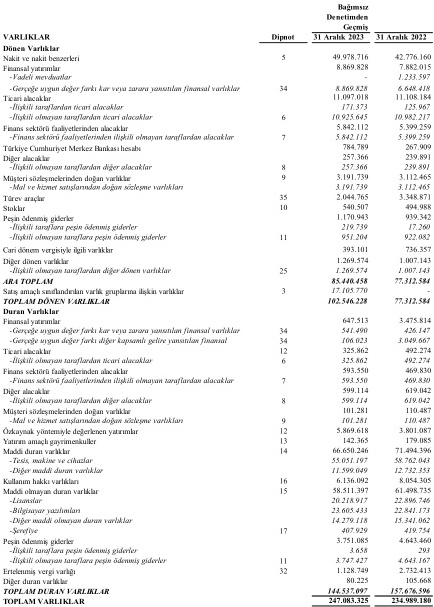 Bağımsız
Denetimden
Geçmiş
VARLIKLAR Dipnot 31 Aralık 2023 31 Aralık 2022
Dönen Varlıklar
Nakit ve nakit benzerleri 5 49.978.716 42.776.160
Finansal yatırımlar 8.869.828 7.882.015
-Vadeli mevduatlar - 1.233.597
-Gerçeğe uygun değer farkı kar veya zarara yansıtılan finansal varlıklar 34 8.869.828 6.648.418
Ticari alacaklar 11.097.018 11.108.184
-İlişkili taraflardan ticari alacaklar 171.373 125.967
-İlişkili olmayan taraflardan ticari alacaklar 6 10.925.645 10.982.217
Finans sektörü faaliyetlerinden alacaklar 5.842.112 5.399.259
-Finans sektörü faaliyetlerinden ilişkili olmayan taraflardan alacaklar 7 5.842.112 5.399.259
Türkiye Cumhuriyet Merkez Bankası hesabı 784.789 267.909
Diğer alacaklar 257.366 239.891
-İlişkili olmayan taraflardan diğer alacaklar 8 257.366 239.891
Müşteri sözleşmelerinden doğan varlıklar 9 3.191.739 3.112.465
-Mal ve hizmet satışlarından doğan sözleşme varlıkları 3.191.739 3.112.465
Türev araçlar 35 2.044.765 3.348.871
Stoklar 10 540.507 494.988
Peşin ödenmiş giderler 1.170.943 939.342
-İlişkili taraflara peşin ödenmiş giderler 219.739 17.260
-İlişkili olmayan taraflara peşin ödenmiş giderler 11 951.204 922.082
Cari dönem vergisiyle ilgili varlıklar 393.101 736.357
Diğer dönen varlıklar 1.269.574 1.007.143
-İlişkili olmayan taraflardan diğer dönen varlıklar 25 1.269.574 1.007.143
ARA TOPLAM 85.440.458 77.312.584
Satış amaçlı sınıflandırılan varlık gruplarına ilişkin varlıklar 3 17.105.770 -
TOPLAM DÖNEN VARLIKLAR 102.546.228 77.312.584
Duran Varlıklar
Finansal yatırımlar 647.513 3.475.814
-Gerçeğe uygun değer farkı kar veya zarara yansıtılan finansal varlıklar 34 541.490 426.147
-Gerçeğe uygun değer farkı diğer kapsamlı gelire yansıtılan finansal 34 106.023 3.049.667
Ticari alacaklar 12 325.862 492.274
-İlişkili olmayan taraflardan ticari alacaklar 6 325.862 492.274
Finans sektörü faaliyetlerinden alacaklar 593.550 469.830
-Finans sektörü faaliyetlerinden ilişkili olmayan taraflardan alacaklar 7 593.550 469.830
Diğer alacaklar 599.114 619.042
-İlişkili olmayan taraflardan diğer alacaklar 8 599.114 619.042
Müşteri sözleşmelerinden doğan varlıklar 101.281 110.487
-Mal ve hizmet satışlarından doğan sözleşme varlıkları 9 101.281 110.487
Özkaynak yöntemiyle değerlenen yatırımlar 12 5.869.618 3.801.087
Yatırım amaçlı gayrimenkuller 13 142.365 179.085
Maddi duran varlıklar 14 66.650.246 71.494.396
-Tesis, makine ve cihazlar 55.051.197 58.762.043
-Diğer maddi duran varlıklar 11.599.049 12.732.353
Kullanım hakkı varlıkları 16 6.136.092 8.054.305
Maddi olmayan duran varlıklar 15 58.511.397 61.498.735
-Lisanslar 20.218.917 22.896.746
-Bilgisayar yazılımları 23.605.433 22.841.173
-Diğer maddi olmayan duran varlıklar 14.279.118 15.341.062
-Şerefiye 17 407.929 419.754
Peşin ödenmiş giderler 3.751.085 4.643.460
-İlişkili taraflara peşin ödenmiş giderler 3.658 293
-İlişkili olmayan taraflara peşin ödenmiş giderler 11 3.747.427 4.643.167
Ertelenmiş vergi varlığı 32 1.128.749 2.732.413
Diğer duran varlıklar 80.225 105.668
TOPLAM DURAN VARLIKLAR 144.537.097 157.676.596
TOPLAM VARLIKLAR 247.083.325 234.989.180